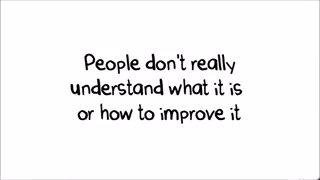 People don't really
understand what it is
or how to improve it